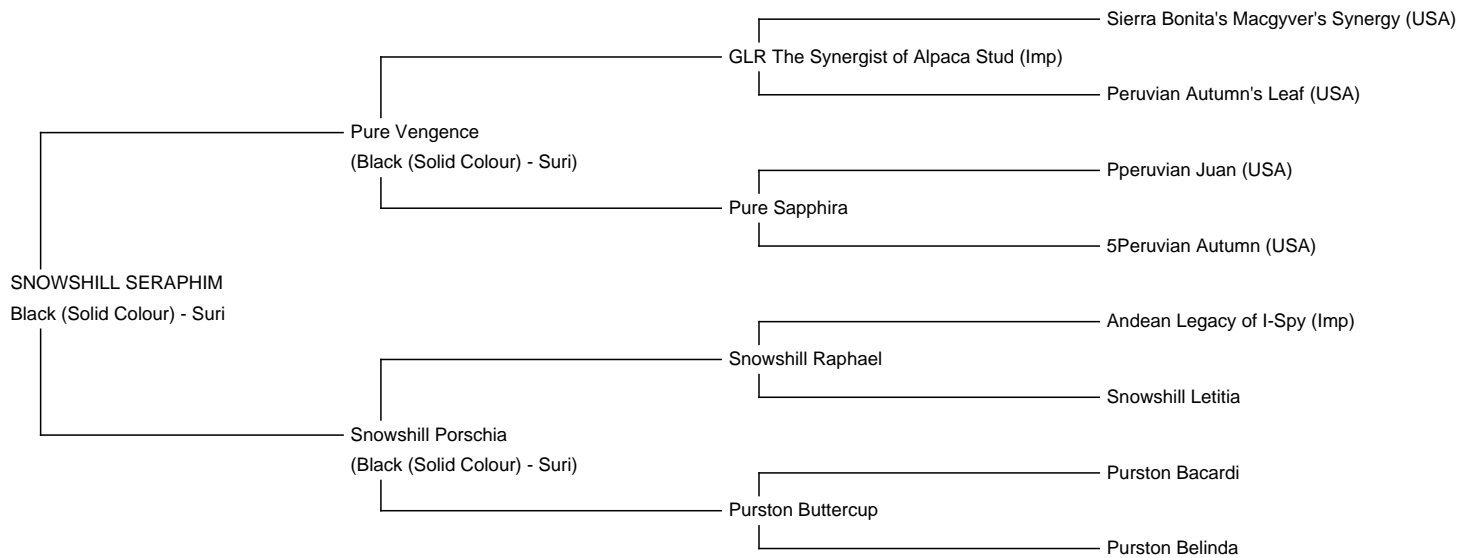 Sierra Bonita's Macgyver's Synergy (USA)
GLR The Synergist of Alpaca Stud (Imp)
Peruvian Autumn's Leaf (USA)
Pure Vengence
(Black (Solid Colour) - Suri)
Pperuvian Juan (USA)
Pure Sapphira
5Peruvian Autumn (USA)
SNOWSHILL SERAPHIM
Black (Solid Colour) - Suri
Andean Legacy of I-Spy (Imp)
Snowshill Raphael
Snowshill Letitia
Snowshill Porschia
(Black (Solid Colour) - Suri)
Purston Bacardi
Purston Buttercup
Purston Belinda